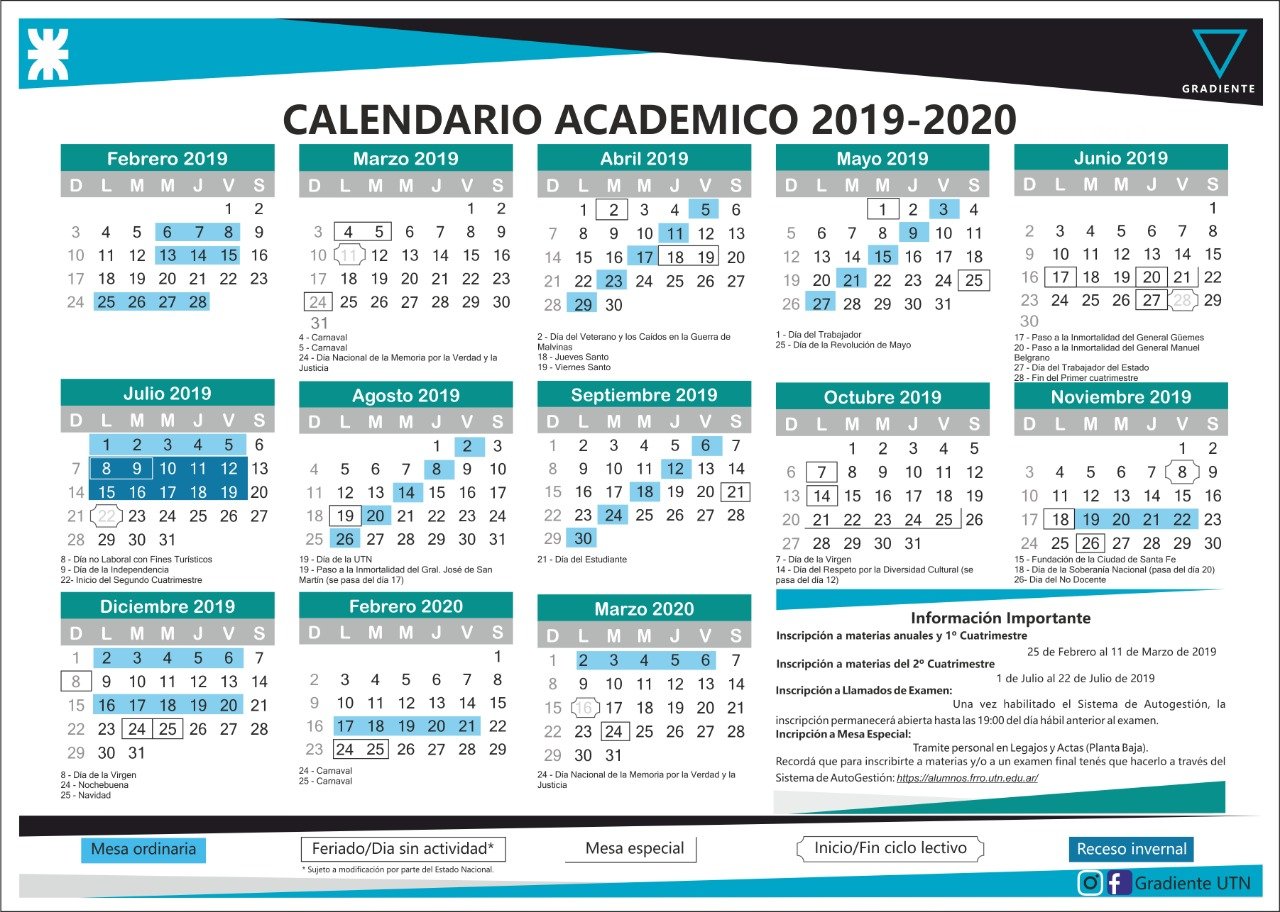 GRADIENTE
CALENDARIO ACADEMICO 2019-2020
Febrero 2019
D L M M J V S
1 2
3 4 5 6 7 8 9
10 11 12 13 14 15 16
17 18 19 20 21 22 23
24 25 26 27 28
Marzo 2019
D L M M J V S
1 2
3 4 5 6 7 8 9
10 11 12 13 14 15 16
17 18 19 20 21 22 23
24 25 26 27 28 29 30
31
4 - Carnaval
5 - Carnaval
24 - Día Nacional de la Memoria por la Verdad y la
Justicia
Abril 2019
D L M M J V S
1 2 3 4 5 6
7 8 9 10 11 12 13
14 15 16 17 18 19 20
21 22 23 24 25 26 27
28 29 30
2 - Día del Veterano y los Caídos en la Guerra de
Malvinas
18 - Jueves Santo
19 - Viernes Santo
Mayo 2019
D L M M J V S
1 2 3 4
5 6 7 8 9 10 11
12 13 14 15 16 17 18
19 20 21 22 23 24 25
26 27 28 29 30 31
1 - Día del Trabajador
25 - Día de la Revolución de Mayo
Junio 2019
D L M M J V S
1
2 3 4 5 6 7 8
9 10 11 12 13 14 15
16 17 18 19 20 21 22
23 24 25 26 27 28 29
30
17 - Paso a la Inmortalidad del General Güemes
20 - Paso a la Inmortalidad del General Manuel
Belgrano
27 - Día del Trabajador del Estado
28 - Fin del Primer cuatrimestre
Julio 2019
D L M M J V S
1 2 3 4 5 6
7 8 9 10 11 12 13
14 15 16 17 18 19 20
21 22 23 24 25 26 27
28 29 30 31
8 - Día no Laboral con Fines Turísticos
9 - Día de la Independencia
22- Inicio del Segundo Cuatrimestre
Agosto 2019
D L M M J V S
1 2 3
4 5 6 7 8 9 10
11 12 13 14 15 16 17
18 19 20 21 22 23 24
25 26 27 28 29 30 31
19 - Día de la UTN
19 - Paso a la Inmortalidad del Gral. José de San
Martín (se pasa del día 17)
Septiembre 2019
D L M M J V S
1 2 3 4 5 6 7
8 9 10 11 12 13 14
15 16 17 18 19 20 21
22 23 24 25 26 27 28
29 30
21 - Día del Estudiante
Octubre 2019
D L M M J V S
1 2 3 4 5
6 7 8 9 10 11 12
13 14 15 16 17 18 19
20 21 22 23 24 25 26
27 28 29 30 31
7 - Día de la Virgen
14 - Día del Respeto por la Diversidad Cultural (se
pasa del día 12)
Noviembre 2019
D L M M J V S
1 2
3 4 5 6 7 8 9
10 11 12 13 14 15 16
17 18 19 20 21 22 23
24 25 26 27 28 29 30
15 - Fundación de la Ciudad de Santa Fe
18 - Día de la Soberanía Nacional (pasa del día 20)
26- Dia del No Docente
Diciembre 2019
D L M M J V S
1 2 3 4 5 6 7
8 9 10 11 12 13 14
15 16 17 18 19 20 21
22 23 24 25 26 27 28
29 30 31
8 - Día de la Virgen
24 - Nochebuena
25 - Navidad
Febrero 2020
D L M M J V S
1
2 3 4 5 6 7 8
9 10 11 12 13 14 15
16 17 18 19 20 21 22
23 24 25 26 27 28 29
24 - Carnaval
25 - Carnaval
Marzo 2020
D L M M J V S
1 2 3 4 5 6 7
8 9 10 11 12 13 14
15 16 17 18 19 20 21
22 23 24 25 26 27 28
29 30 31
24 - Día Nacional de la Memoria por la Verdad y la
Justicia
Información Importante
Inscripción a materias anuales y 1º Cuatrimestre
25 de Febrero al 11 de Marzo de 2019
Inscripción a materias del 2º Cuatrimestre
1 de Julio al 22 de Julio de 2019
Inscripción a Llamados de Examen:
Una vez habilitado el Sistema de Autogestión, la
inscripción permanecerá abierta hasta las 19:00 del día hábil anterior al examen.
Incripción a Mesa Especial:
Tramite personal en Legajos y Actas (Planta Baja).
Recordá que para inscribirte a materias y/o a un examen final tenés que hacerlo a través del
Sistema de AutoGestión: https://alumnos.frro.utn.edu.ar/
Mesa ordinaria
Feriado/Dia sin actividad*
* Sujeto a modificación por parte del Estado Nacional.
Mesa especial
Inicio/Fin ciclo lectivo
Receso invernal
Gradiente UTN